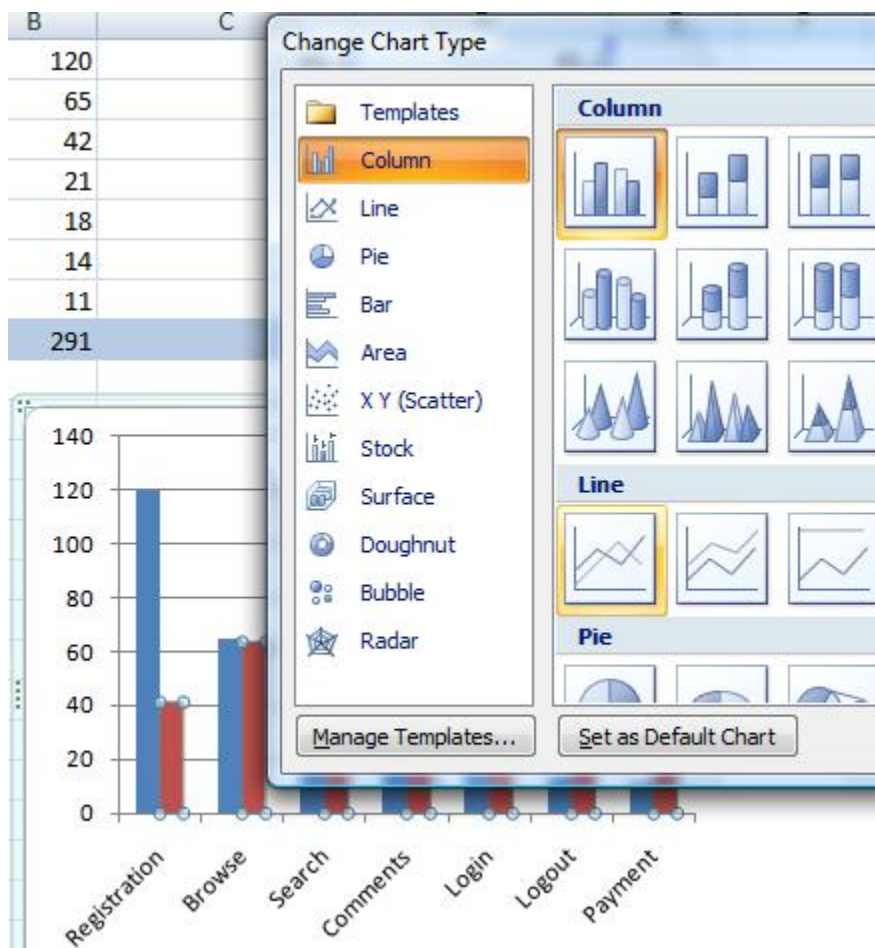 B C
120
65
42
21
18
14
11
291
Change Chart Type
Templates
Column
Line
Pie
Bar
Area
X Y (Scatter)
Stock
Surface
Doughnut
Bubble
Radar
Manage Templates...
Column
Line
Pie
Set as Default Chart
140
120
100
80
60
40
20
0
Registration
Browse
Search
Comments
Login
Logout
Payment